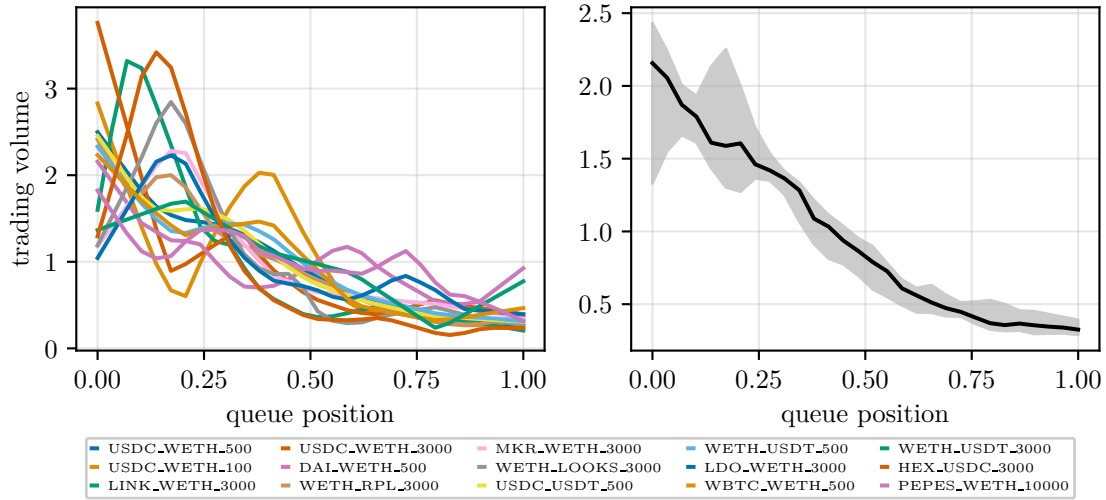 2.5
3
2.0
2
1.5
1
1.0
0.5
0
trading volume
0.00 0.25 0.50 0.75 1.00
0.00 0.25 0.50 0.75 1.00
queue position
queue position
USDC_WETH_500 USDC_WETH_3000 MKR_WETH_3000 WETH_USDT_500 WETH_USDT_3000
USDC_WETH_100 DAI_WETH_500 WETH_LOOKS_3000 LDO_WETH_3000 HEX_USDC_3000
LINK_WETH_3000 WETH_RPL_3000 USDC_USDT_500 WBTC_WETH_500 PEPES_WETH_10000